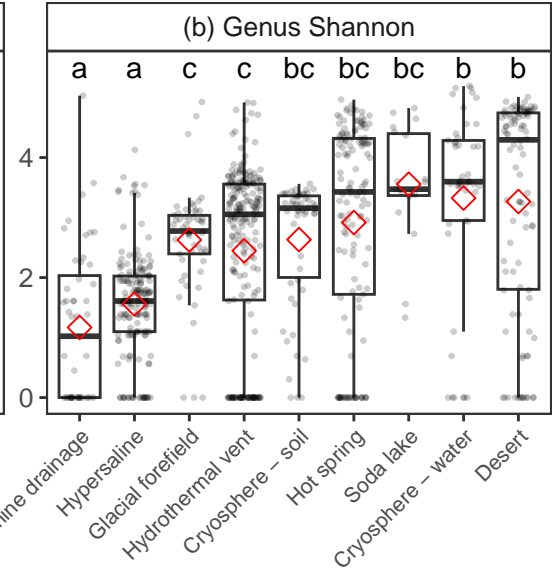 (b) Genus Shannon
a a c c bc bc bc b b
4
2
0
drainage
Hypersaline
Glacial forefield
Hydrothermal vent
Cryosphere – soil
Hot spring
Soda lake
Cryosphere – water
Desert